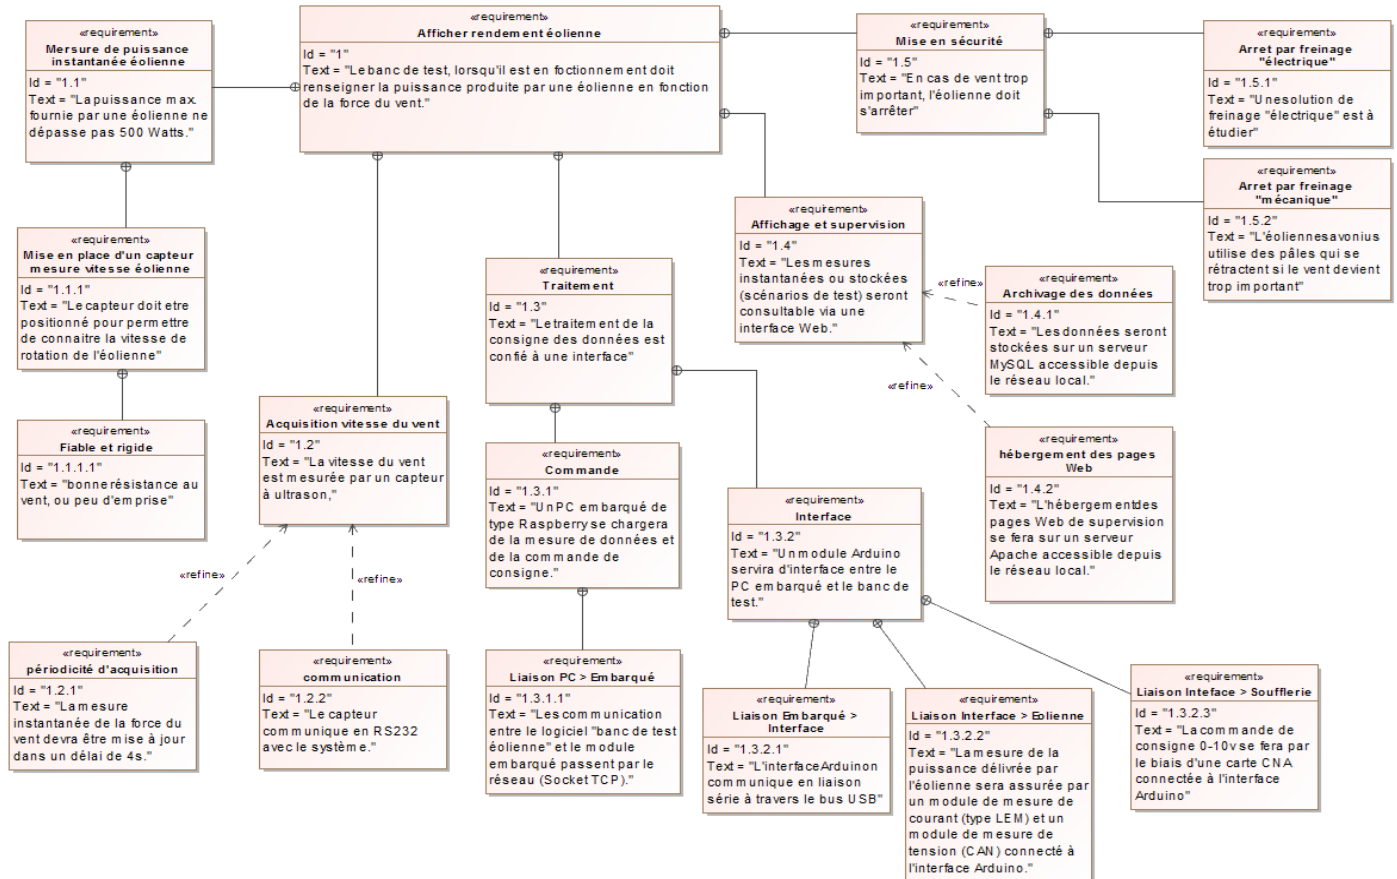 «requirement»
Mersure de puissance
instantanée éolienne
Id = "1.1"
Text = "La puissance max.
fournie par une éolienne ne
dépasse pas 500 Watts."
«requirement»
Afficher rendement éolienne
Id = "1"
Text = "Le banc de test, lorsqu'il est en foctionnement doit
renseigner la puissance produite par une éolienne en fonction
de la force du vent."
«requirement»
Mise en sécurité
Id = "1.5"
Text = "En cas de vent trop
important, l'éolienne doit
s'arrêter"
«requirement»
Arret par freinage
"électrique"
Id = "1.5.1"
Text = "Une solution de
freinage "électrique" est à
étudier"
«requirement»
Arret par freinage
"mécanique"
Id = "1.5.2"
Text = "L'éolienne savonius
utilise des pâles qui se
rétractent si le vent devient
trop important"
«requirement»
Mise en place d'un capteur
mesure vitesse éolienne
Id = "1.1.1"
Text = "Le capteur doit etre
positionné pour permettre
de connaitre la vitesse de
rotation de l'éolienne"
«requirement»
Traitement
Id = "1.3"
Text = "Le traitement de la
consigne des données est
confié à une interface"
«requirement»
Affichage et supervision
Id = "1.4"
Text = "Les mesures
instantanées ou stockées
(scénarios de test) seront
consultable via une
interface Web."
«refine»
«requirement»
Archivage des données
Id = "1.4.1"
Text = "Les données seront
stockées sur un serveur
MySQL accessible depuis
le réseau local."
«refine»
«requirement»
Fiable et rigide
Id = "1.1.1.1"
Text = "bonne résistance au
vent, ou peu d'emprise"
«requirement»
Acquisition vitesse du vent
Id = "1.2"
Text = "La vitesse du vent
est mesurée par un capteur
à ultrason,"
«requirement»
Commande
Id = "1.3.1"
Text = "Un PC embarqué de
type Raspberry se chargera
de la mesure de données et
de la commande de
consigne."
«requirement»
Interface
Id = "1.3.2"
Text = "Un module Arduino
servira d'interface entre le
PC embarqué et le banc de
test."
«requirement»
hébergement des pages
Web
Id = "1.4.2"
Text = "L'hébergement des
pages Web de supervision
se fera sur un serveur
Apache accessible depuis
le réseau local."
«refine»
«refine»
«requirement»
périodicité d'acquisition
Id = "1.2.1"
Text = "La mesure
instantanée de la force du
vent devra être mise à jour
dans un délai de 4s."
«requirement»
communication
Id = "1.2.2"
Text = "Le capteur
communique en RS232
avec le système."
«requirement»
Liaison PC > Embarqué
Id = "1.3.1.1"
Text = "Les communication
entre le logiciel "banc de test
éolienne" et le module
embarqué passent par le
réseau (Socket TCP)."
«requirement»
Liaison Embarqué >
Interface
Id = "1.3.2.1"
Text = "L'interface Arduinon
communique en liaison
série à travers le bus USB"
«requirement»
Liaison Interface > Eolienne
Id = "1.3.2.2"
Text = "La mesure de la
puissance délivrée par
l'éolienne sera assurée par
un module de mesure de
courant (type LEM) et un
module de mesure de
tension (CAN) connecté à
l'interface Arduino."
«requirement»
Liaison Inteface > Soufflerie
Id = "1.3.2.3"
Text = "La commande de
consigne 0-10v se fera par
le biais d'une carte CNA
connectée à l'interface
Arduino"